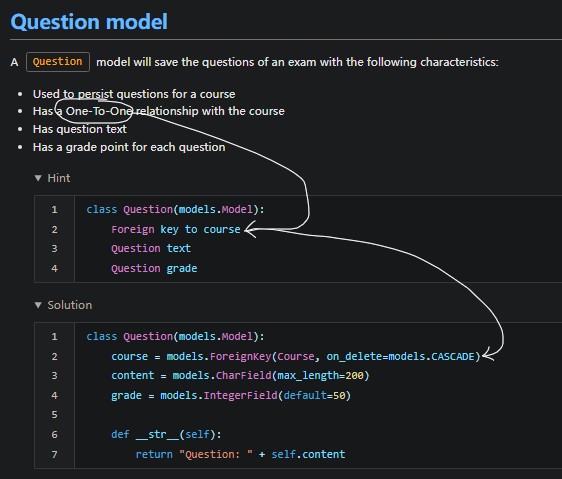 Question model
A Question model will save the questions of an exam with the following characteristics:
Used to persist questions for a course
Has a One-To-One relationship with the course
Has question text
Has a grade point for each question
Hint
1 class Question(models.Model):
2 Foreign key to course
3 Question text
4 Question grade
Solution
1 class Question(models.Model):
2 course = models.ForeignKey(Course, on_delete=models.CASCADE)
3 content = models.CharField(max_length=200)
4 grade = models.IntegerField(default=50)
5
6 def __str__(self):
7 return "Question: " + self.content